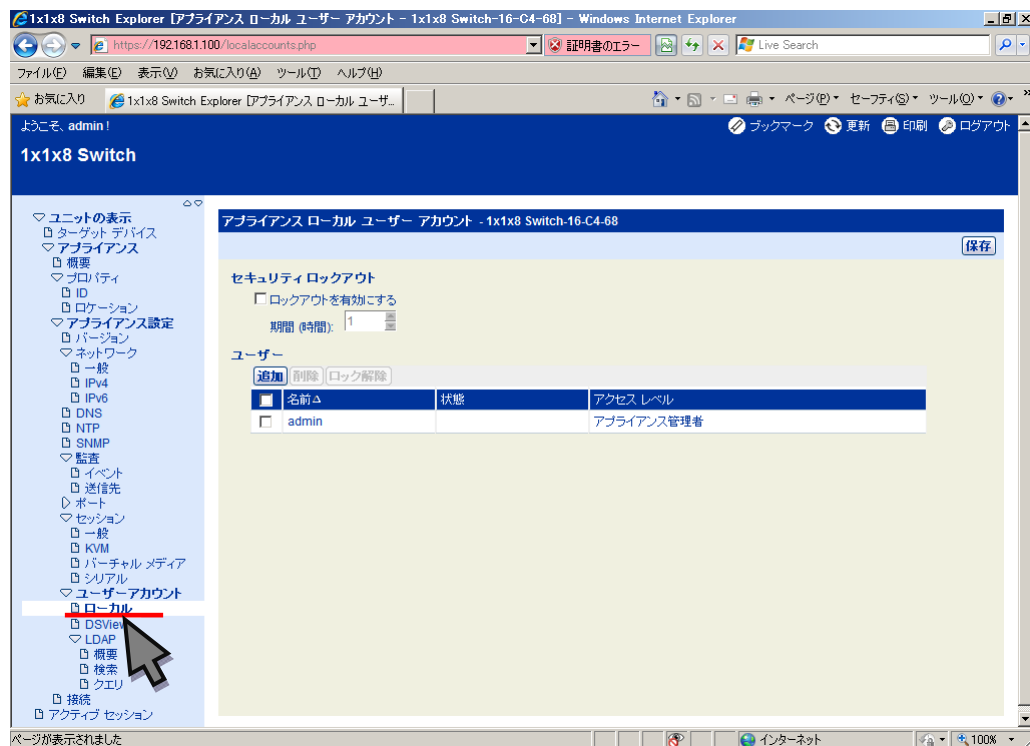 1x1x8 Switch Explorer [アプライアンス ローカル ユーザー アカウント - 1x1x8 Switch-16-C4-68] - Windows Internet Explorer
https://192.168.1.100/localaccounts.php
証明書のエラー
Live Search
ファイル(F) 編集(E) 表示(V) お気に入り(A) ツール(T) ヘルプ(H)
お気に入り
1x1x8 Switch Explorer [アプライアンス ローカル ユーザ...
ページ(P) セーフティ(S) ツール(O)
ようこそ、admin !
ブックマーク 更新 印刷 ログアウト
1x1x8 Switch
ユニットの表示
ターゲット デバイス
アプライアンス
概要
プロパティ
ID
ロケーション
アプライアンス設定
バージョン
ネットワーク
一般
IPv4
IPv6
DNS
NTP
SNMP
監査
イベント
送信先
ポート
セッション
一般
KVM
バーチャル メディア
シリアル
ユーザーアカウント
ローカル
DSView
LDAP
概要
検索
クエリ
接続
アクティブ セッション
アプライアンス ローカル ユーザー アカウント - 1x1x8 Switch-16-C4-68
保存
セキュリティ ロックアウト
ロックアウトを有効にする
期間 (時間): 1
ユーザー
追加 削除 ロック解除
名前 状態 アクセス レベル
admin アプライアンス管理者
ページが表示されました
インターネット
100%